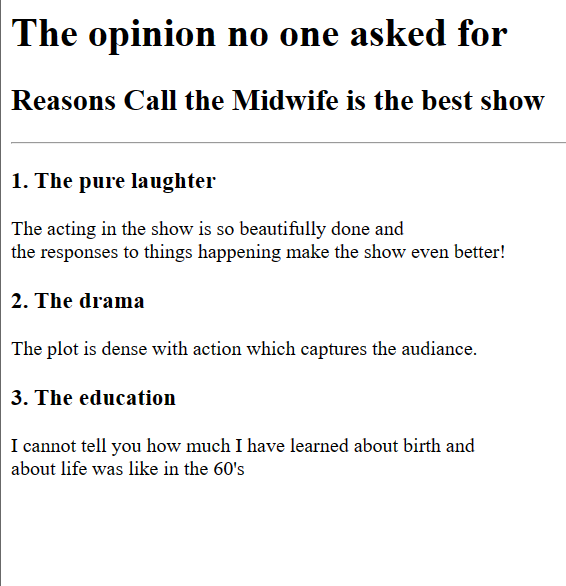 The opinion no one asked for
Reasons Call the Midwife is the best show
1. The pure laughter
The acting in the show is so beautifully done and
the responses to things happening make the show even better!
2. The drama
The plot is dense with action which captures the audiance.
3. The education
I cannot tell you how much I have learned about birth and
about life was like in the 60's